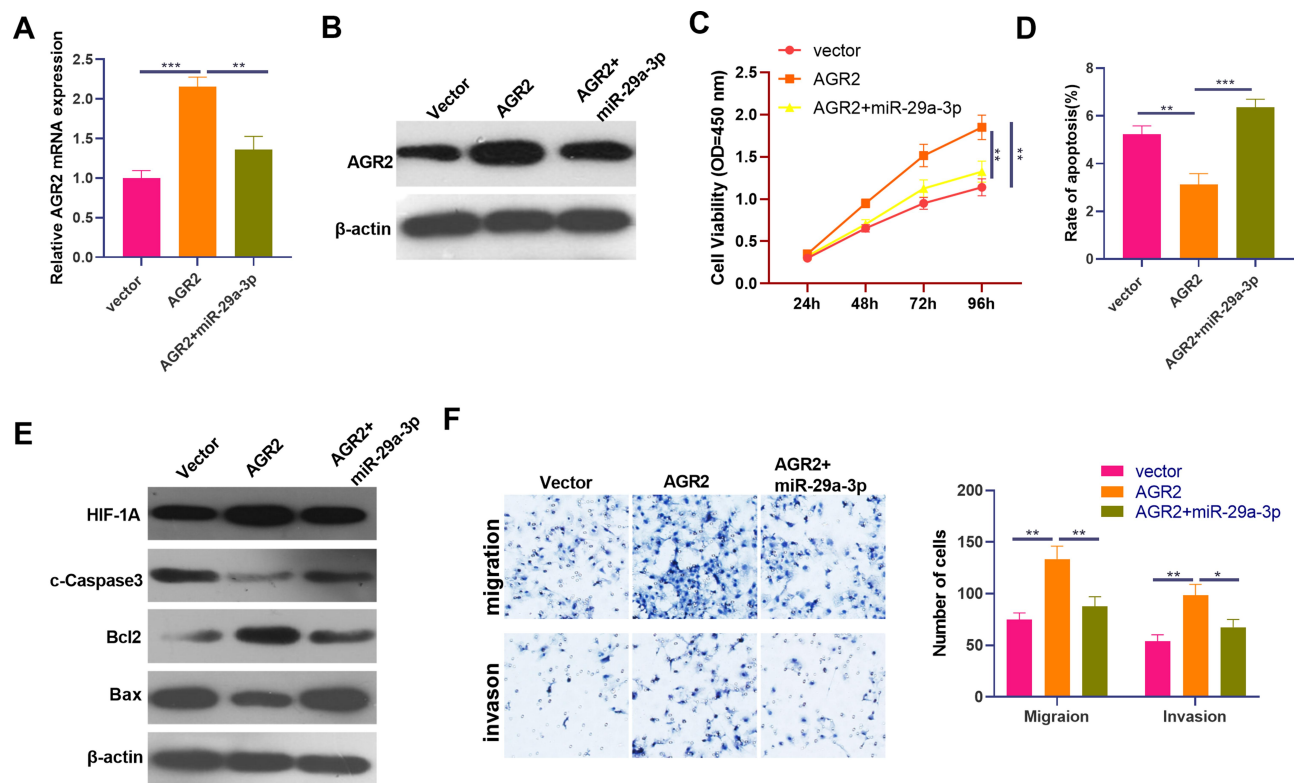 A
Relative AGR2 mRNA expression
2.5
2.0
1.5
1.0
0.5
0.0
***
**
vector
AGR2
AGR2+miR-29a-3p
B
Vector
AGR2
AGR2+
miR-29a-3p
AGR2
β-actin
C
vector
AGR2
AGR2+miR-29a-3p
Cell Viability (OD=450 nm)
2.5
2.0
1.5
1.0
0.5
0.0
24h
48h
72h
96h
**
**
D
Rate of apoptosis(%)
8
6
4
2
0
**
***
vector
AGR2
AGR2+miR-29a-3p
E
Vector
AGR2
AGR2+
miR-29a-3p
HIF-1A
c-Caspase3
Bcl2
Bax
β-actin
F
Vector
AGR2
AGR2+
miR-29a-3p
migration
invason
vector
AGR2
AGR2+miR-29a-3p
Number of cells
200
150
100
50
0
**
**
**
*
Migraion
Invasion